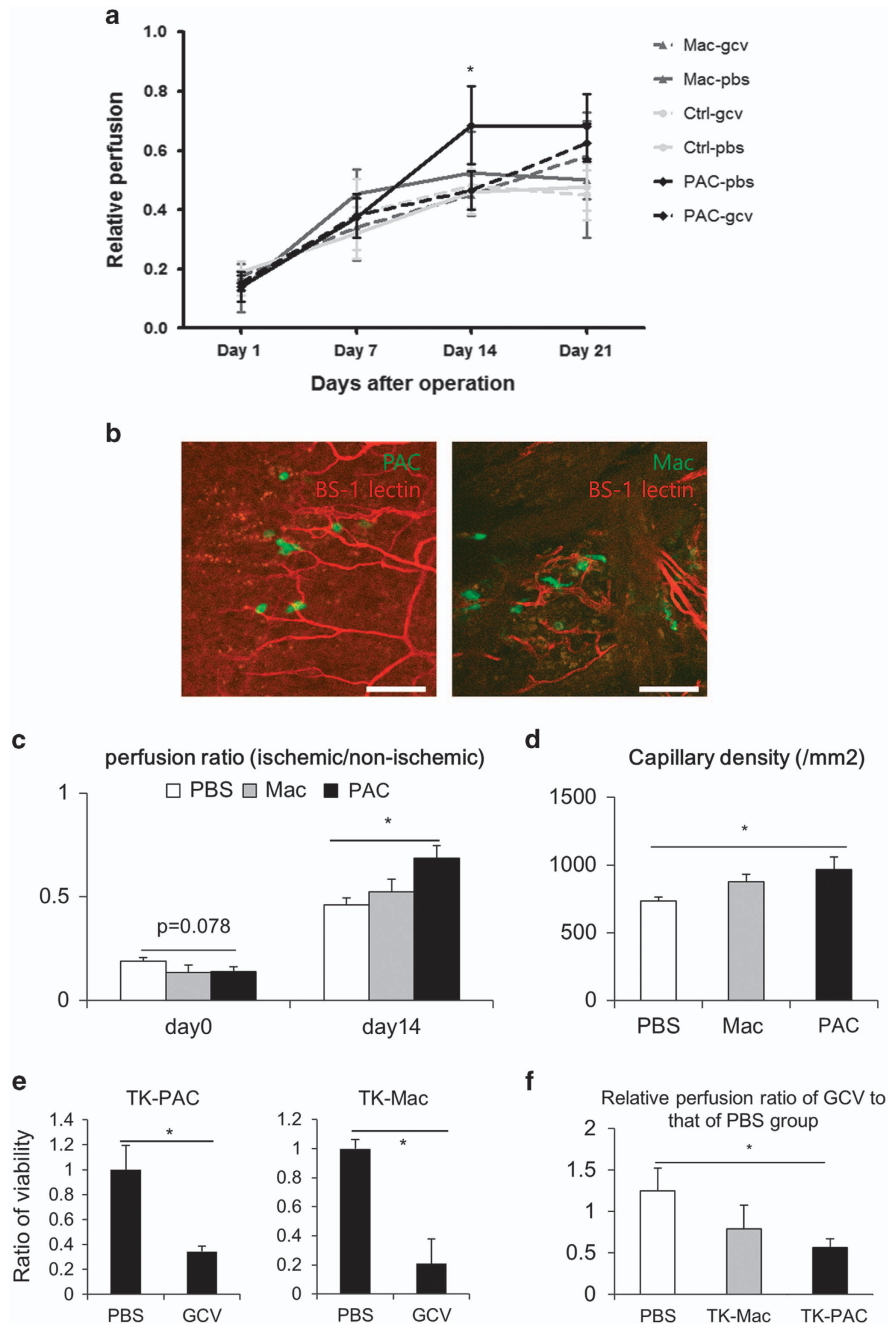 a
1.0
0.8
0.6
0.4
0.2
0.0
Relative perfusion
*
Day 1
Day 7
Day 14
Day 21
Days after operation
Mac-gcv
Mac-pbs
Ctrl-gcv
Ctrl-pbs
PAC-pbs
PAC-gcv
b
PAC
BS-1 lectin
Mac
BS-1 lectin
c
perfusion ratio (ischemic/non-ischemic)
PBS Mac PAC
1
0.5
0
p=0.078
*
day0
day14
d
Capillary density (/mm2)
1500
1000
500
0
*
PBS
Mac
PAC
e
TK-PAC
Ratio of viability
1.4
1.2
1
0.8
0.6
0.4
0.2
0
*
PBS
GCV
TK-Mac
1.2
1
0.8
0.6
0.4
0.2
0
*
PBS
GCV
f
Relative perfusion ratio of GCV to
that of PBS group
2
1.5
1
0.5
0
*
PBS
TK-Mac
TK-PAC